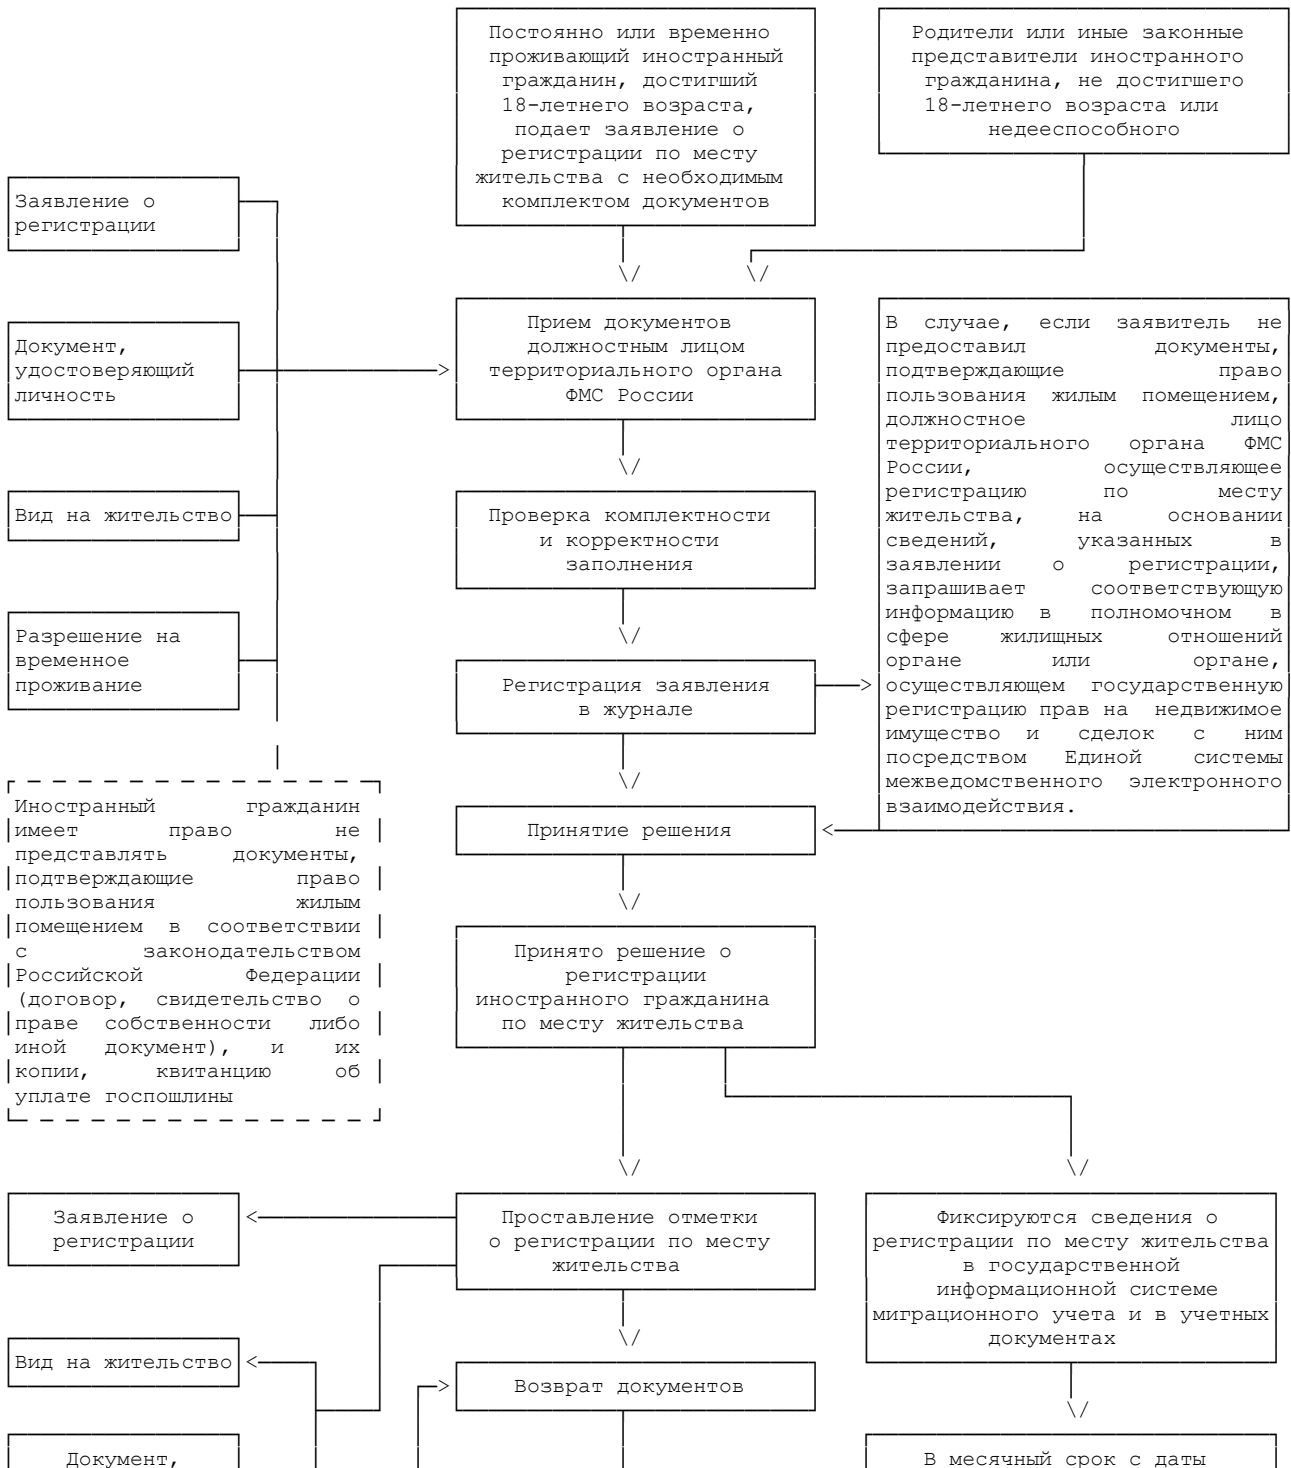 Постоянно или временно
проживающий иностранный
гражданин, достигший
18-летнего возраста,
подает заявление о
регистрации по месту
жительства с необходимым
комплектом документов
Родители или иные законные
представители иностранного
гражданина, не достигшего
18-летнего возраста или
недееспособного
Заявление о
регистрации
Документ,
удостоверяющий
личность
Вид на жительство
Разрешение на
временное
проживание
Иностранный гражданин
имеет право не
представлять документы,
подтверждающие право
пользования жилым
помещением в соответствии
с законодательством
Российской Федерации
(договор, свидетельство о
праве собственности либо
иной документ), и их
копии, квитанцию об
уплате госпошлины
Прием документов
должностным лицом
территориального органа
ФМС России
Проверка комплектности
и корректности
заполнения
Регистрация заявления
в журнале
В случае, если заявитель не
предоставил документы,
подтверждающие право
пользования жилым помещением,
должностное лицо
территориального органа ФМС
России, осуществляющее
регистрацию по месту
жительства, на основании
сведений, указанных в
заявлении о регистрации,
запрашивает соответствующую
информацию в полномочном в
сфере жилищных отношений
органе или органе,
осуществляющем государственную
регистрацию прав на недвижимое
имущество и сделок с ним
посредством Единой системы
межведомственного электронного
взаимодействия.
Принятие решения
Принято решение о
регистрации
иностранного гражданина
по месту жительства
Заявление о
регистрации
Проставление отметки
о регистрации по месту
жительства
Фиксируются сведения о
регистрации по месту жительства
в государственной
информационной системе
миграционного учета и в учетных
документах
Вид на жительство
Возврат документов
Документ,
В месячный срок с даты